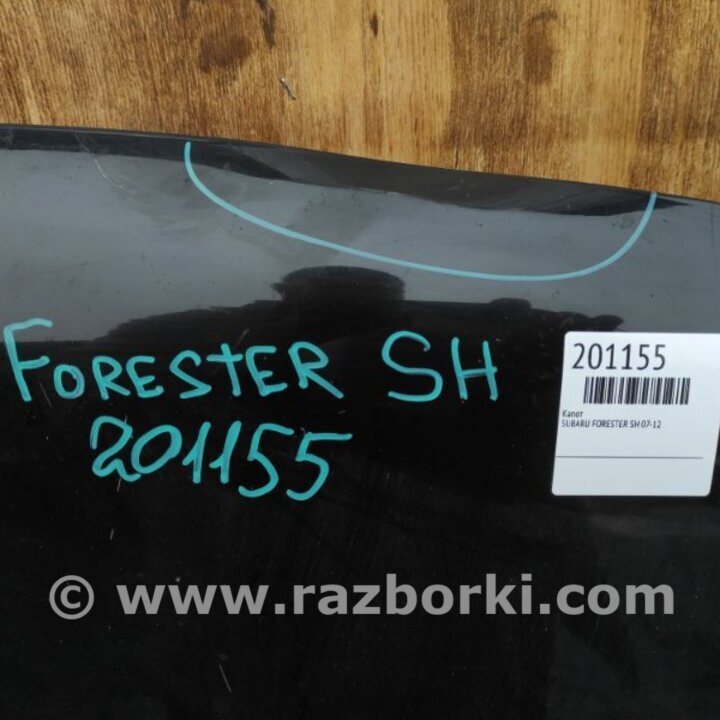 FORESTER SH
201155
201155
Капот
SUBARU FORESTER SH 07-12
© www.razborki.com